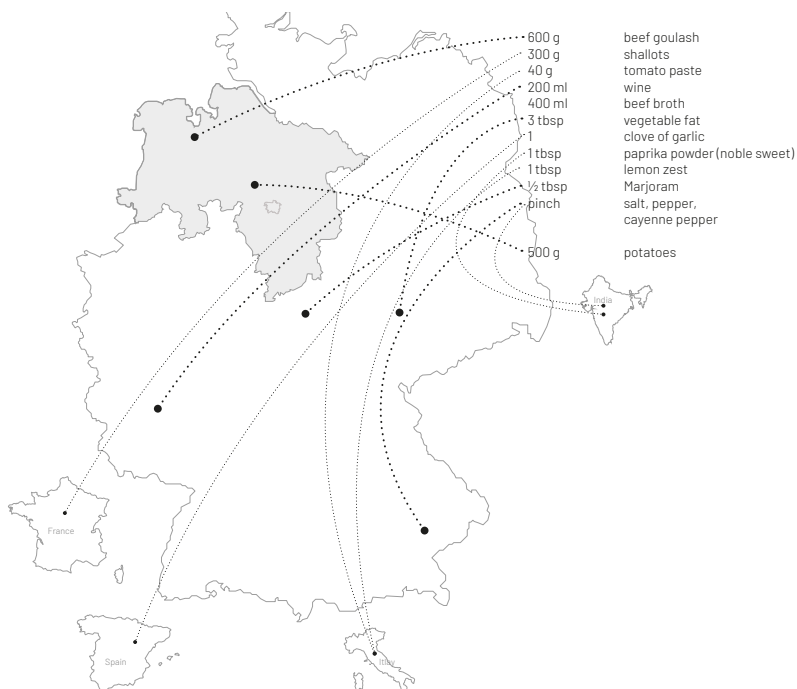 600 g beef goulash
300 g shallots
40 g tomato paste
200 ml wine
400 ml beef broth
3 tbsp vegetable fat
1 clove of garlic
1 tbsp paprika powder (noble sweet)
1 tbsp lemon zest
½ tbsp Marjoram
pinch salt, pepper,
cayenne pepper
500 g potatoes
India
France
Spain
Itlay